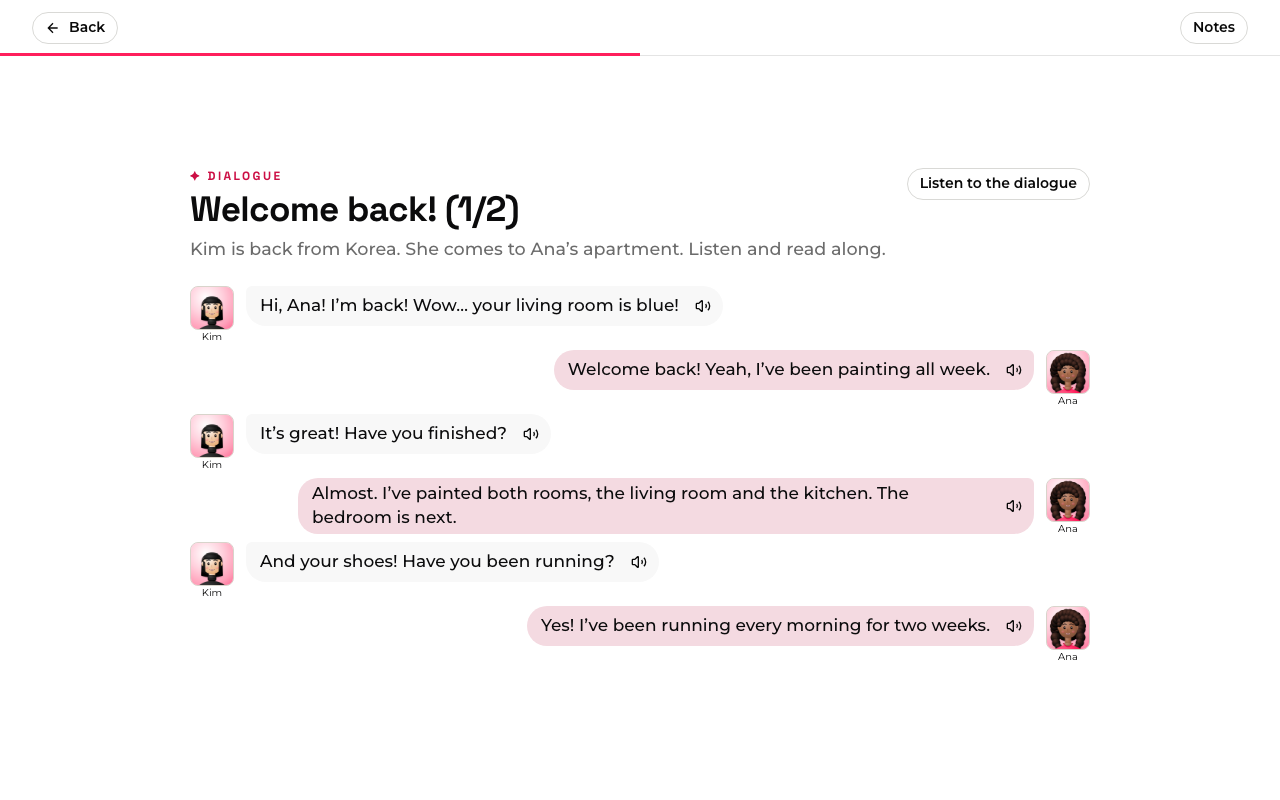 Back
Notes
DIALOGUE
Welcome back! (1/2)
Listen to the dialogue
Kim is back from Korea. She comes to Ana’s apartment. Listen and read along.
Hi, Ana! I’m back! Wow... your living room is blue!
Kim
Welcome back! Yeah, I’ve been painting all week.
Ana
It’s great! Have you finished?
Kim
Almost. I’ve painted both rooms, the living room and the kitchen. The
bedroom is next.
Ana
And your shoes! Have you been running?
Kim
Yes! I’ve been running every morning for two weeks.
Ana